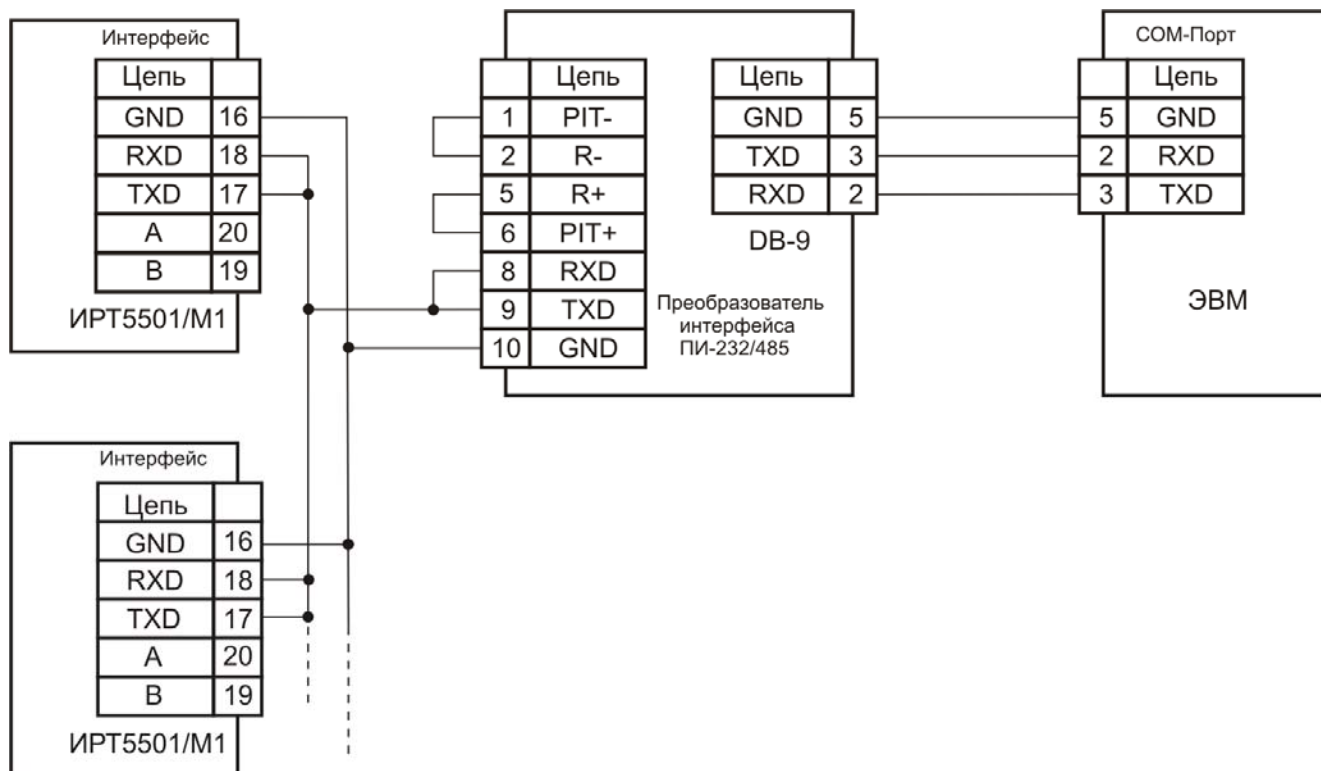 Интерфейс
Цепь
GND 16
RXD 18
TXD 17
A 20
B 19
ИРТ5501/М1
Цепь
1 PIT-
2 R-
5 R+
6 PIT+
8 RXD
9 TXD
10 GND
Цепь
GND 5
TXD 3
RXD 2
DB-9
Преобразователь
интерфейса
ПИ-232/485
COM-Порт
Цепь
5 GND
2 RXD
3 TXD
ЭВМ
Интерфейс
Цепь
GND 16
RXD 18
TXD 17
A 20
B 19
ИРТ5501/М1